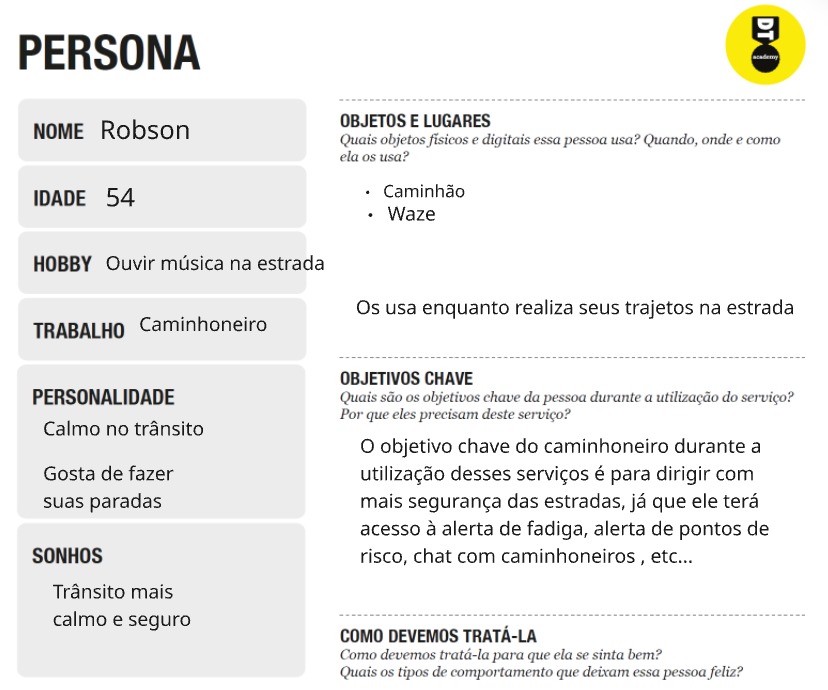 PERSONA
DT
academy
NOME Robson
IDADE 54
HOBBY Ouvir música na estrada
TRABALHO Caminhoneiro
PERSONALIDADE
Calmo no trânsito
Gosta de fazer
suas paradas
SONHOS
Trânsito mais
calmo e seguro
OBJETOS E LUGARES
Quais objetos físicos e digitais essa pessoa usa? Quando, onde e como
ela os usa?
• Caminhão
• Waze
Os usa enquanto realiza seus trajetos na estrada
OBJETIVOS CHAVE
Quais são os objetivos chave da pessoa durante a utilização do serviço?
Por que eles precisam deste serviço?
O objetivo chave do caminhoneiro durante a
utilização desses serviços é para dirigir com
mais segurança das estradas, já que ele terá
acesso à alerta de fadiga, alerta de pontos de
risco, chat com caminhoneiros , etc...
COMO DEVEMOS TRATÁ-LA
Como devemos tratá-la para que ela se sinta bem?
Quais os tipos de comportamento que deixam essa pessoa feliz?